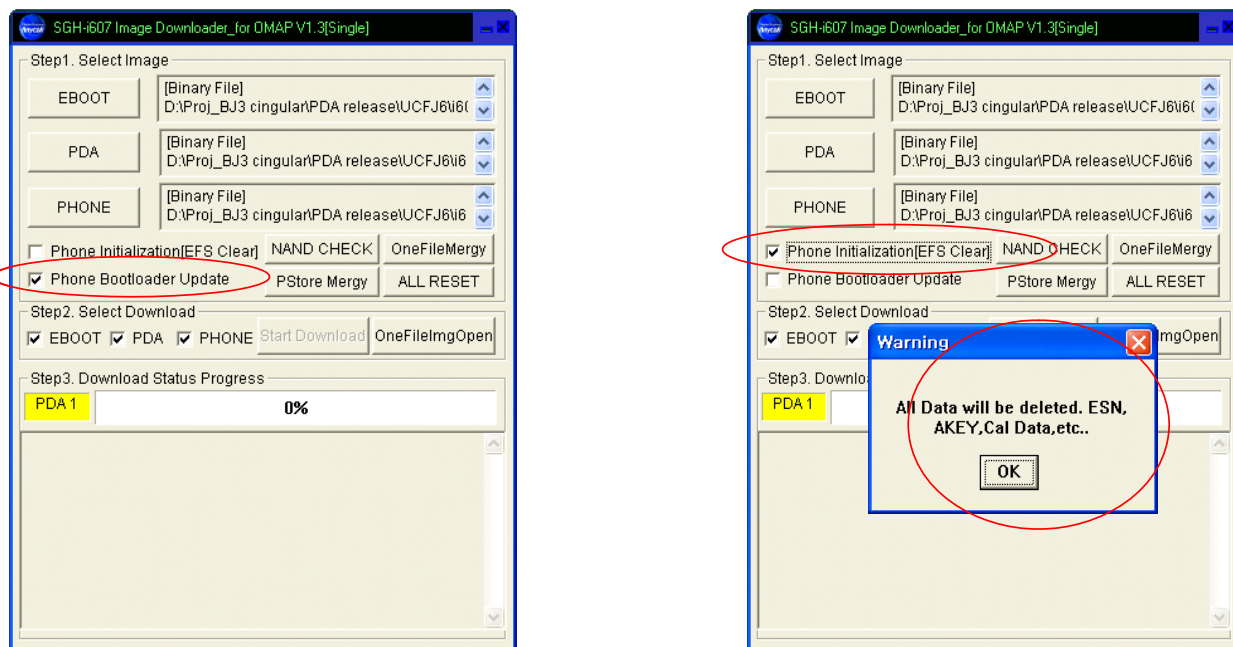 SGH-i607 Image Downloader_for OMAP V1.3[Single]
Step1. Select Image
EBOOT
[Binary File]
D:\Proj_BJ3 cingular\PDA release\UCFJ6\i6(
PDA
[Binary File]
D:\Proj_BJ3 cingular\PDA release\UCFJ6\i6
PHONE
[Binary File]
D:\Proj_BJ3 cingular\PDA release\UCFJ6\i6
Phone Initialization[EFS Clear]
NAND CHECK
OneFileMergy
Phone Bootloader Update
PStore Mergy
ALL RESET
Step2. Select Download
EBOOT
PDA
PHONE
Start Download
OneFileImgOpen
Step3. Download Status Progress
PDA 1
0%
SGH-i607 Image Downloader_for OMAP V1.3[Single]
Step1. Select Image
EBOOT
[Binary File]
D:\Proj_BJ3 cingular\PDA release\UCFJ6\i6(
PDA
[Binary File]
D:\Proj_BJ3 cingular\PDA release\UCFJ6\i6
PHONE
[Binary File]
D:\Proj_BJ3 cingular\PDA release\UCFJ6\i6
Phone Initialization[EFS Clear]
NAND CHECK
OneFileMergy
Phone Bootloader Update
PStore Mergy
ALL RESET
Step2. Select Download
EBOOT
ImgOpen
Step3. Downlo
PDA 1
Warning
All Data will be deleted. ESN,
AKEY,Cal Data,etc..
OK